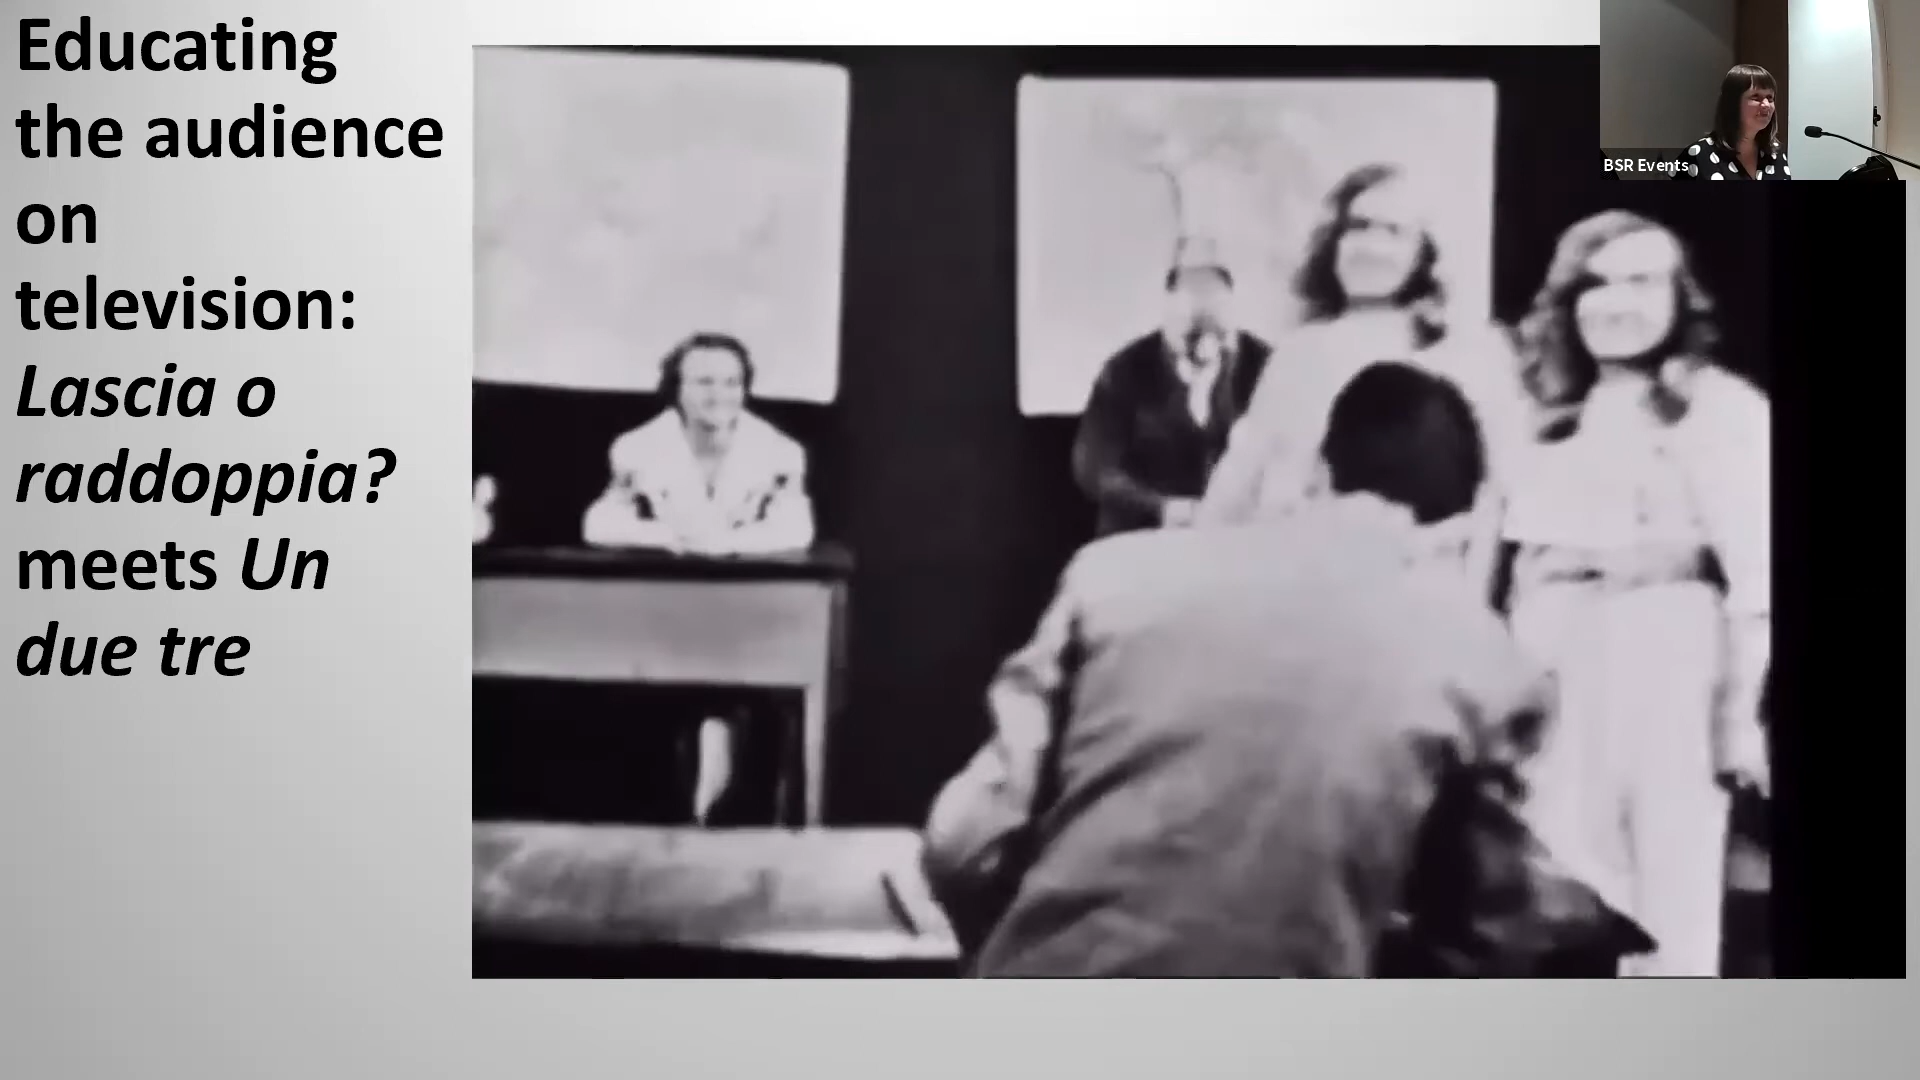 Educating
the audience
on
television:
Lascia o
raddoppia?
meets Un
due tre
BSR Events